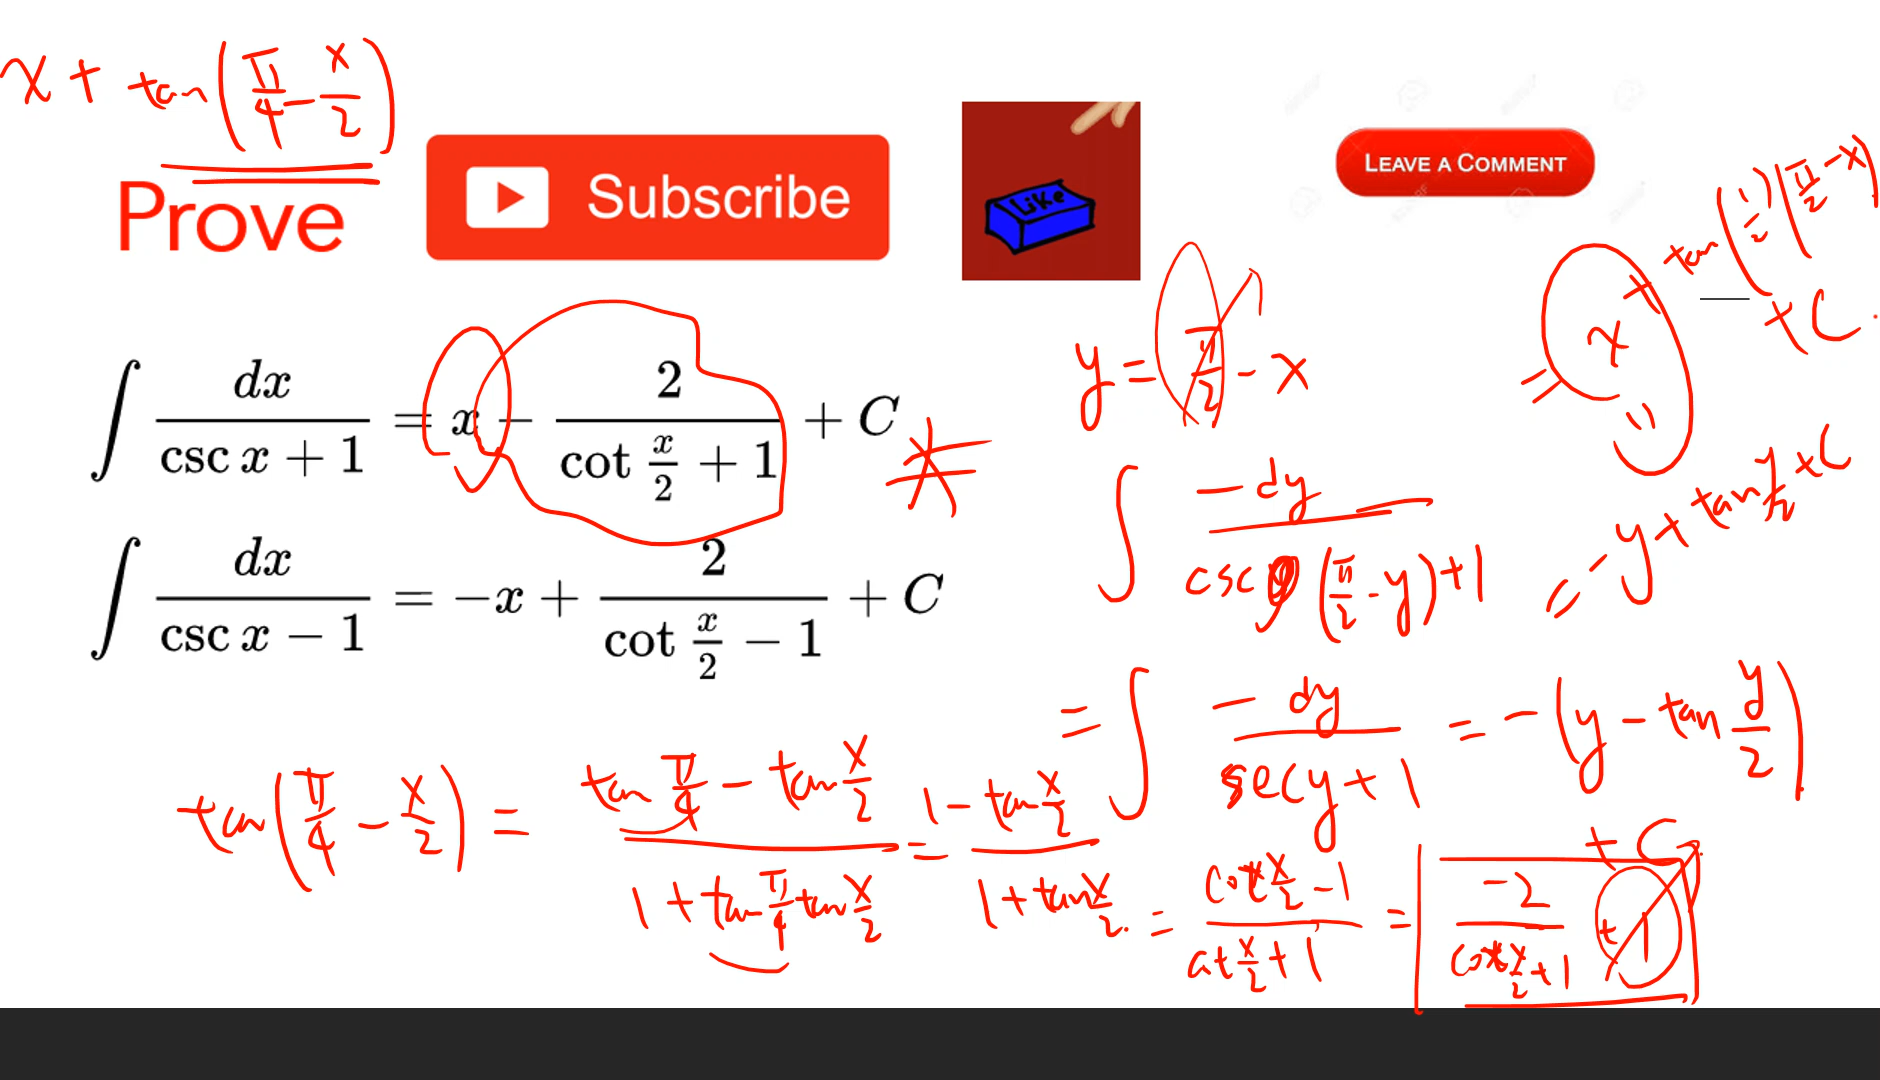 x + tan(π/4 − x/2)
Prove
Subscribe
Like
LEAVE A COMMENT
tan(1/2)(π/2 − x)
= x + C
y = π/2 − x
∫ dx/(csc x + 1) = x − 2/(cot x/2 + 1) + C
∫ −dy/(csc(π/2 − y) + 1) = −y + tan y/2 + C
∫ dx/(csc x − 1) = −x + 2/(cot x/2 − 1) + C
= ∫ −dy/(sec y + 1) = −(y − tan y/2) + C
tan(π/4 − x/2) = (tan π/4 − tan x/2)/(1 + tan π/4 tan x/2) = (1 − tan x/2)/(1 + tan x/2) = (cot x/2 − 1)/(cot x/2 + 1) = −2/(cot x/2 + 1) + 1